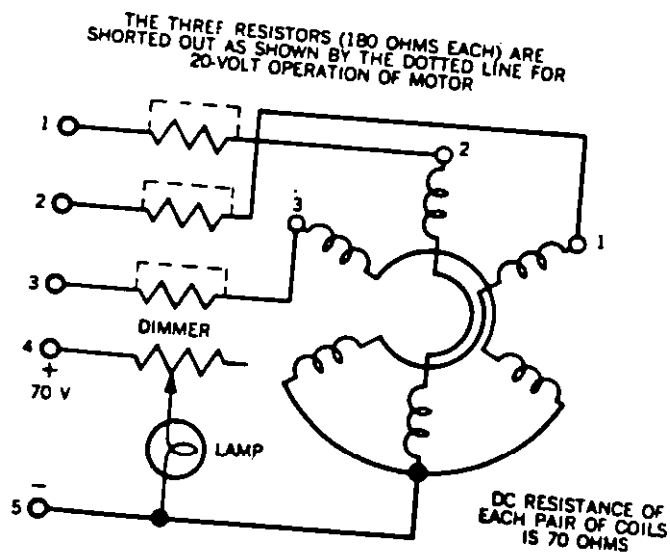 THE THREE RESISTORS (180 OHMS EACH) ARE
SHORTED OUT AS SHOWN BY THE DOTTED LINE FOR
20-VOLT OPERATION OF MOTOR
1
2
2
3
1
3
DIMMER
4
+
70 V
LAMP
-
5
DC RESISTANCE OF
EACH PAIR OF COILS
IS 70 OHMS